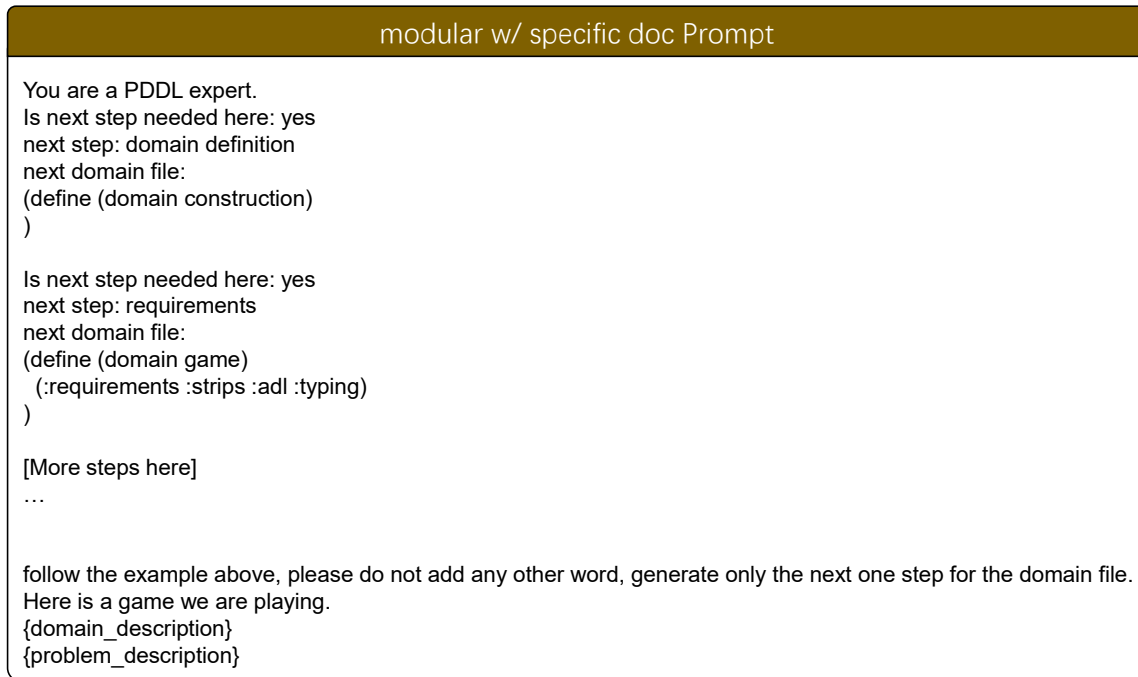 modular w/ specific doc Prompt
You are a PDDL expert.
Is next step needed here: yes
next step: domain definition
next domain file:
(define (domain construction)
)
Is next step needed here: yes
next step: requirements
next domain file:
(define (domain game)
(:requirements :strips :adl :typing)
)
[More steps here]
…
follow the example above, please do not add any other word, generate only the next one step for the domain file.
Here is a game we are playing.
{domain_description}
{problem_description}